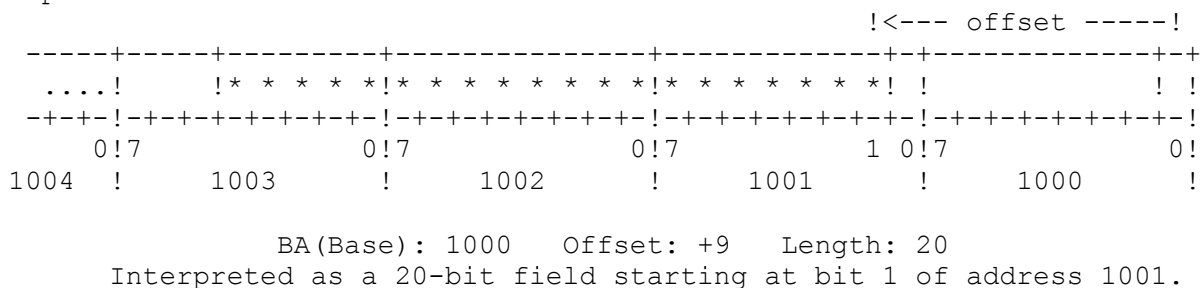 !<--- offset -----!
-----+-----+---------+---------------+-------------+-+-------------+-+
....!     !* * * * *!* * * * * * * *!* * * * * * *! !             ! !
-+-+-!-+-+-+-+-+-+-+-!-+-+-+-+-+-+-+-!-+-+-+-+-+-+-+-!-+-+-+-+-+-+-+-!
0!7             0!7             0!7           1 0!7             0!
1004  !     1003      !     1002      !     1001      !     1000      !
BA(Base): 1000   Offset: +9   Length: 20
Interpreted as a 20-bit field starting at bit 1 of address 1001.